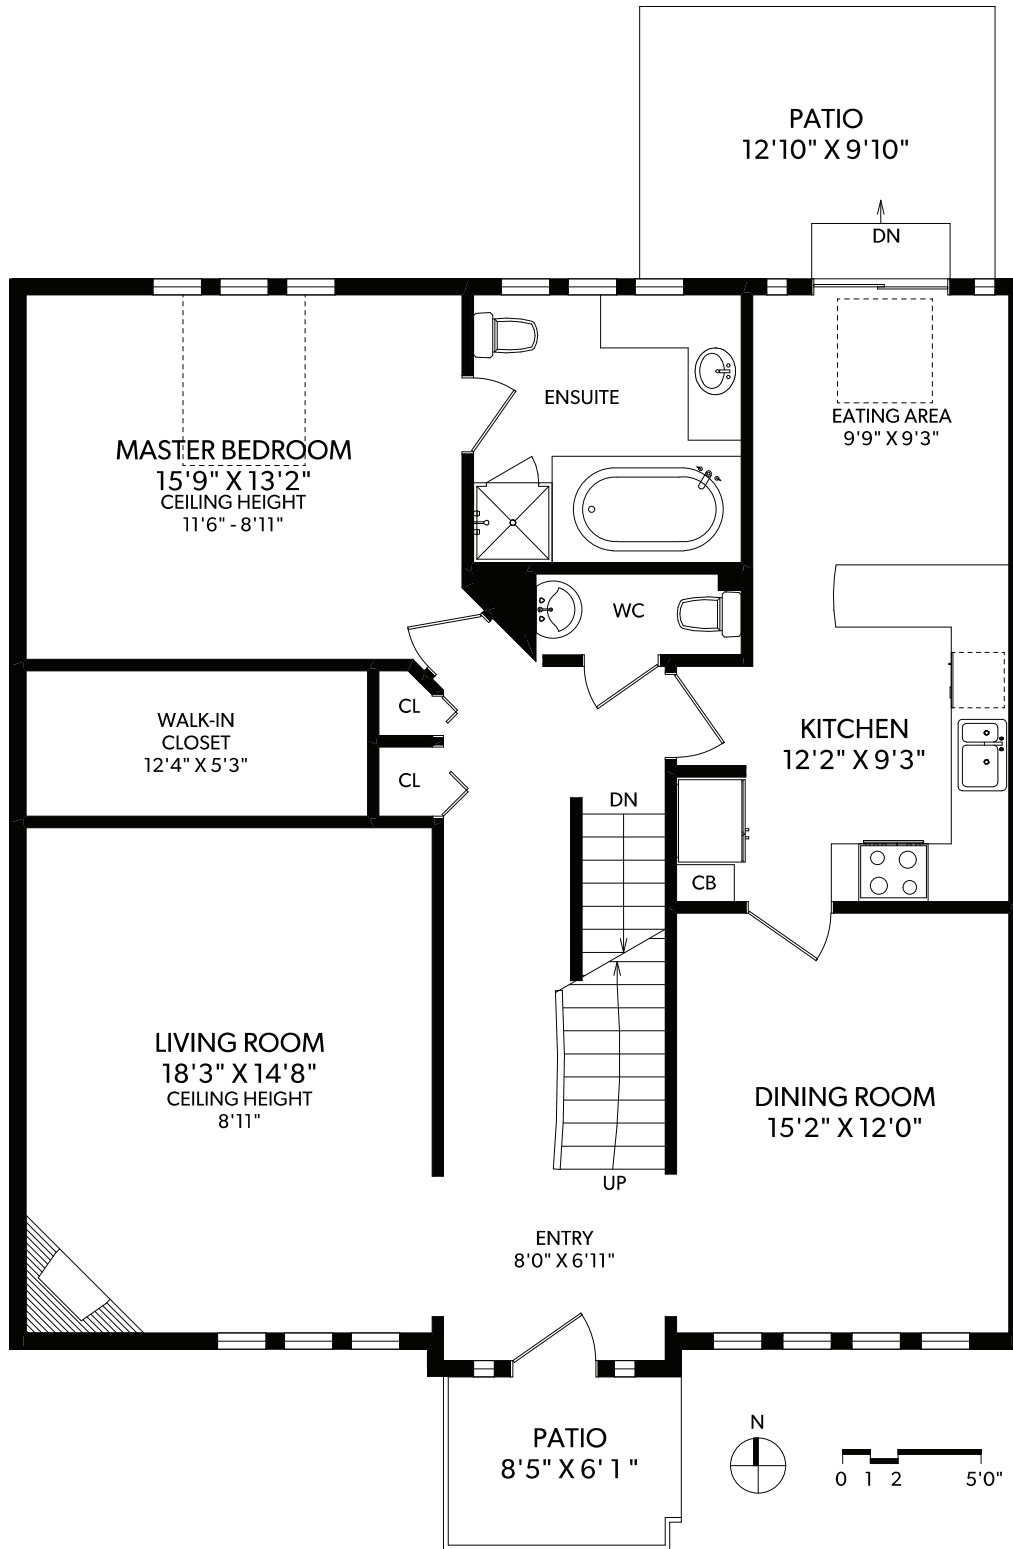 PATIO
12'10" X 9'10"
DN
MASTER BEDROOM
15'9" X 13'2"
CEILING HEIGHT
11'6" - 8'11"
ENSUITE
EATING AREA
9'9" X 9'3"
WC
CL
WALK-IN
CLOSET
12'4" X 5'3"
CL
KITCHEN
12'2" X 9'3"
DN
CB
LIVING ROOM
18'3" X 14'8"
CEILING HEIGHT
8'11"
DINING ROOM
15'2" X 12'0"
UP
ENTRY
8'0" X 6'11"
PATIO
8'5" X 6' 1 "
N
0 1 2 5'0"